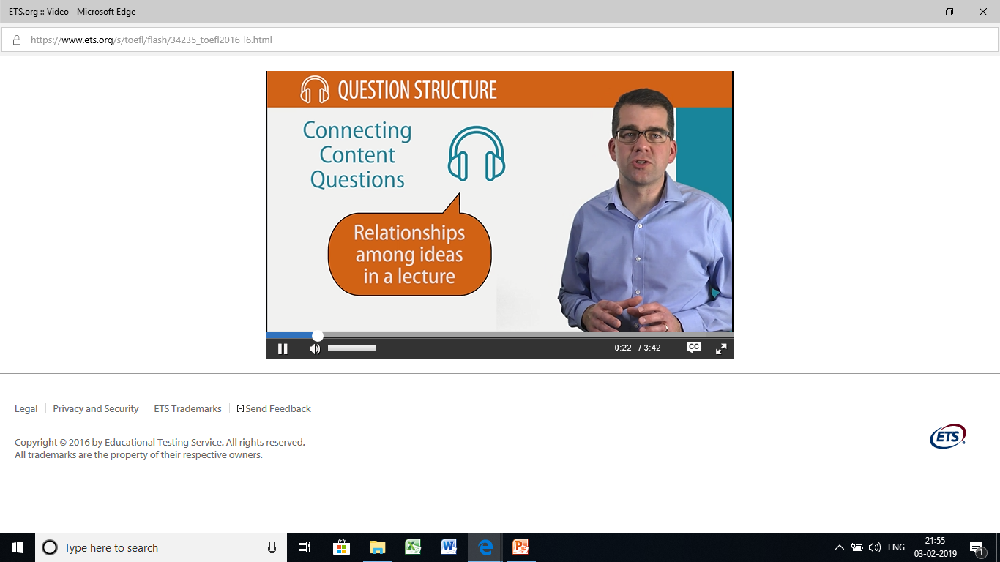 ETS.org :: Video - Microsoft Edge
https://www.ets.org/s/toefl/flash/34235_toefl2016-l6.html
QUESTION STRUCTURE
Connecting
Content
Questions
Relationships
among ideas
in a lecture
0:22 / 3:42
CC
Legal
Privacy and Security
ETS Trademarks
[-] Send Feedback
Copyright © 2016 by Educational Testing Service. All rights reserved.
All trademarks are the property of their respective owners.
ETS®
Type here to search
ENG
21:55
03-02-2019
1